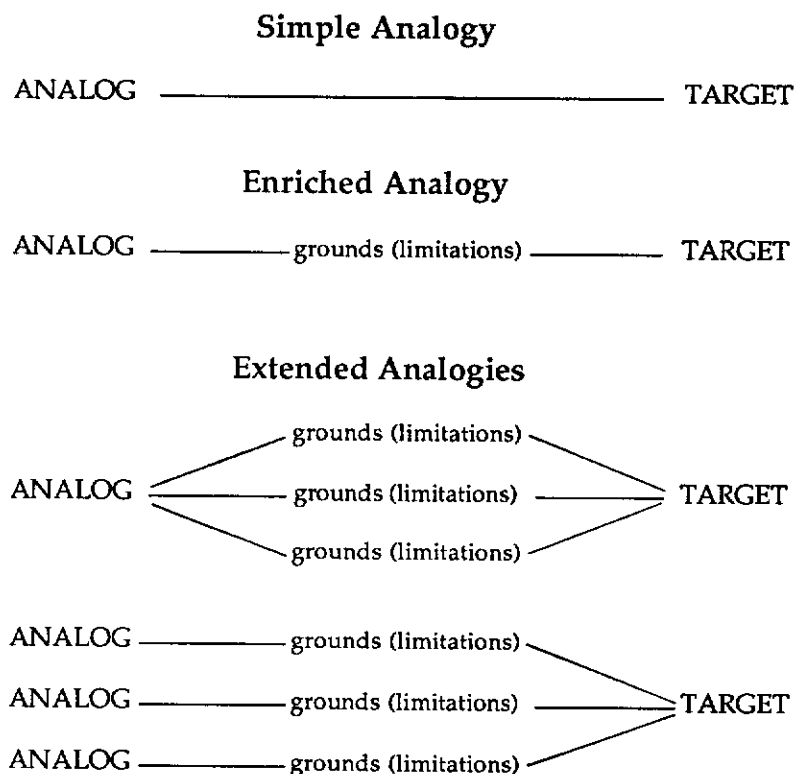 Simple Analogy
ANALOG TARGET
Enriched Analogy
ANALOG grounds (limitations) TARGET
Extended Analogies
grounds (limitations)
ANALOG grounds (limitations) TARGET
grounds (limitations)
ANALOG grounds (limitations)
ANALOG grounds (limitations) TARGET
ANALOG grounds (limitations)